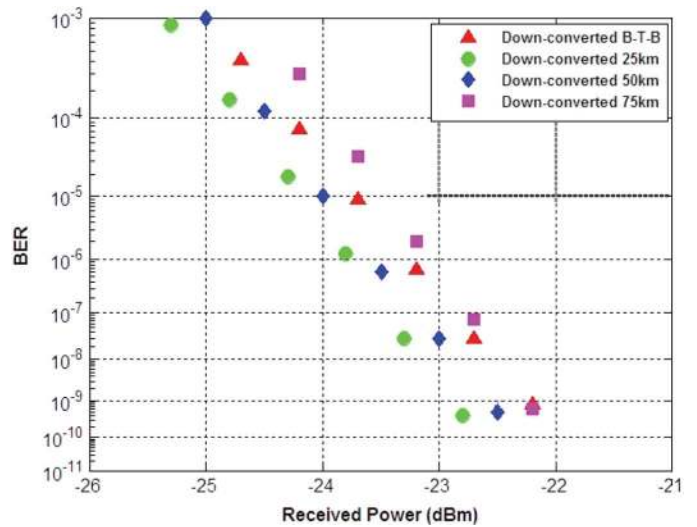 10-3
10-4
10-5
10-6
10-7
10-8
10-9
10-10
10-11
BER
Down-converted B-T-B
Down-converted 25km
Down-converted 50km
Down-converted 75km
-26 -25 -24 -23 -22 -21
Received Power (dBm)